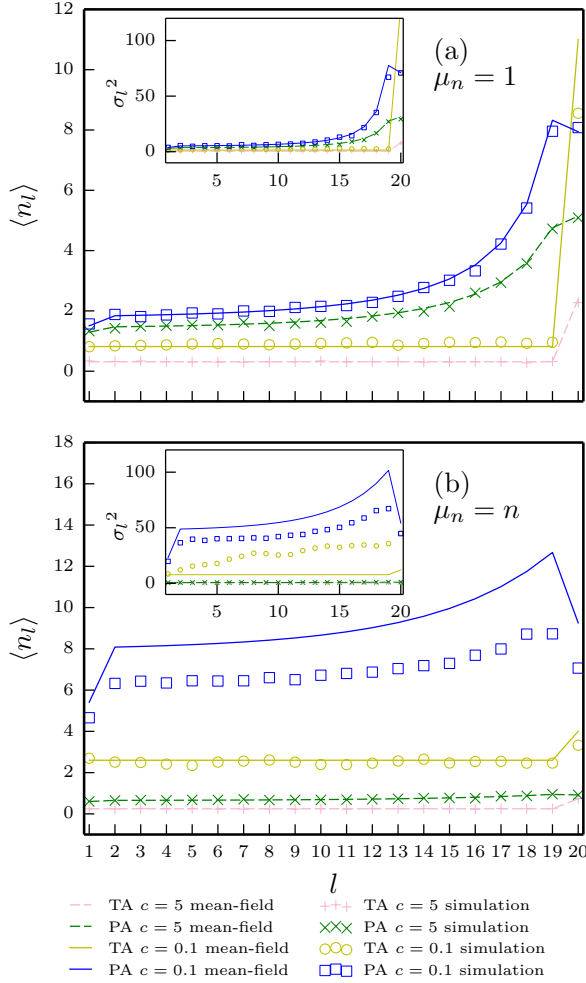 12
10
8
6
4
2
0
⟨n_l⟩
100
50
0
σ_l²
5 10 15 20
(a)
μ_n = 1
18
16
14
12
10
8
6
4
2
0
⟨n_l⟩
100
50
0
σ_l²
5 10 15 20
(b)
μ_n = n
1 2 3 4 5 6 7 8 9 10 11 12 13 14 15 16 17 18 19 20
l
TA c = 5 mean-field
PA c = 5 mean-field
TA c = 0.1 mean-field
PA c = 0.1 mean-field
TA c = 5 simulation
PA c = 5 simulation
TA c = 0.1 simulation
PA c = 0.1 simulation